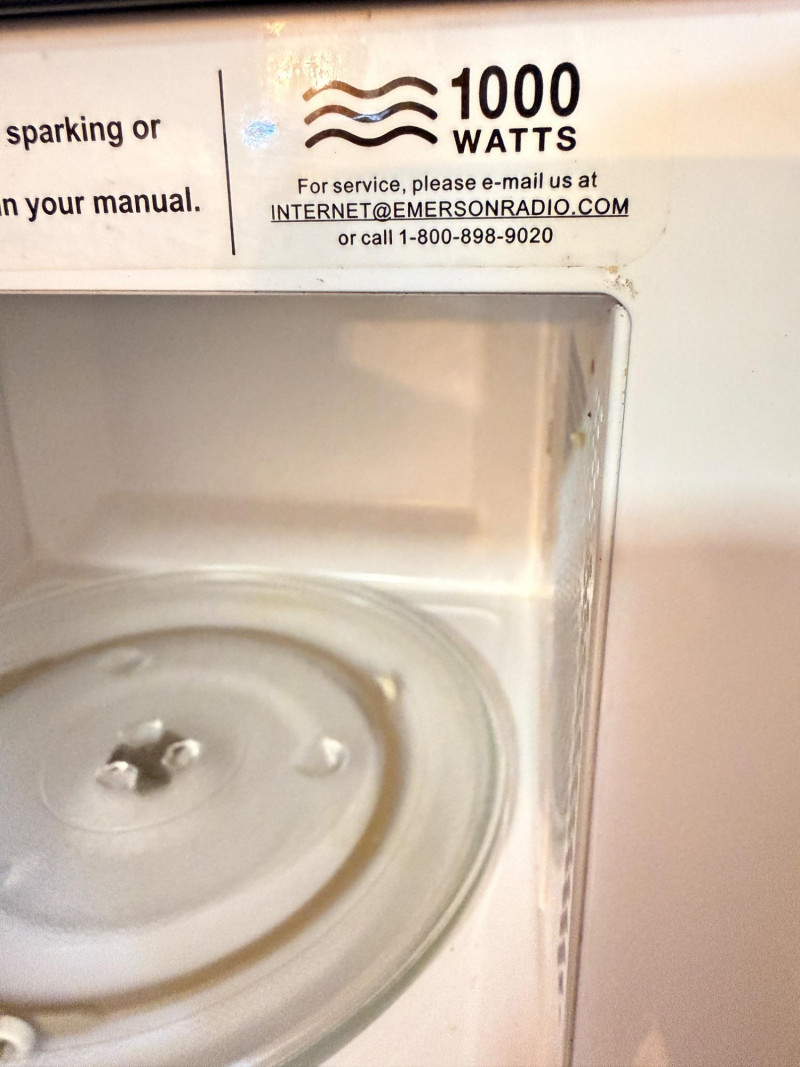 sparking or
in your manual.
1000
WATTS
For service, please e-mail us at
INTERNET@EMERSONRADIO.COM
or call 1-800-898-9020